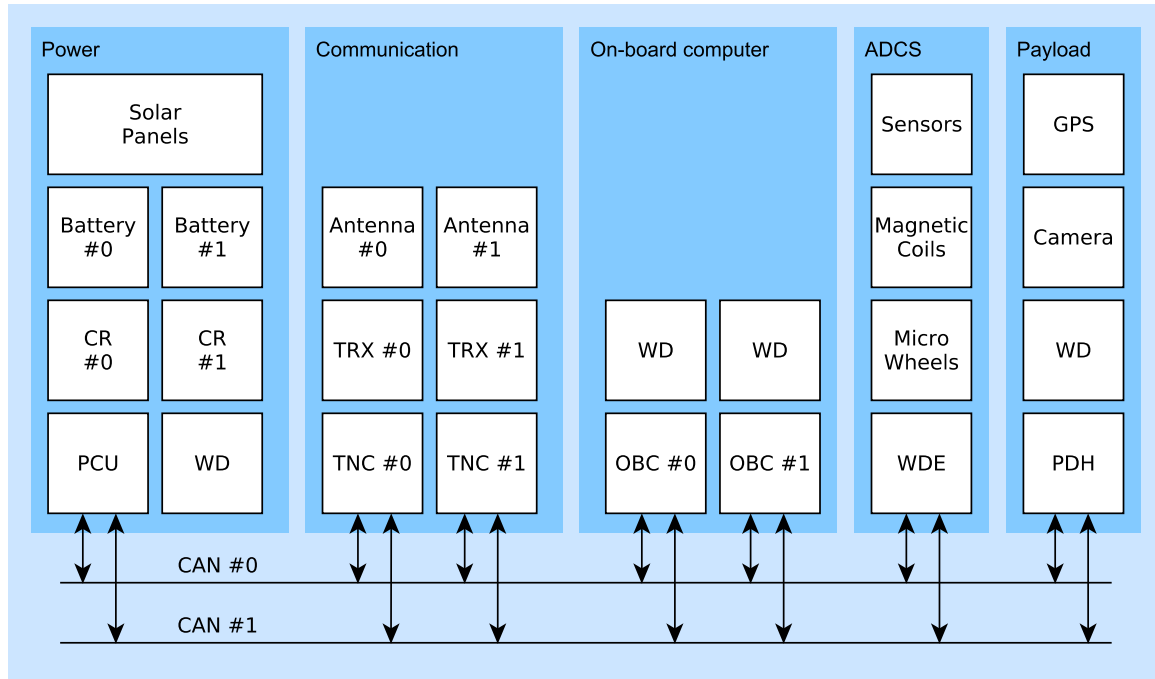 Power
Solar
Panels
Battery
#0
Battery
#1
CR
#0
CR
#1
PCU
WD
Communication
Antenna
#0
Antenna
#1
TRX #0
TRX #1
TNC #0
TNC #1
On-board computer
WD
WD
OBC #0
OBC #1
ADCS
Sensors
Magnetic
Coils
Micro
Wheels
WDE
Payload
GPS
Camera
WD
PDH
CAN #0
CAN #1